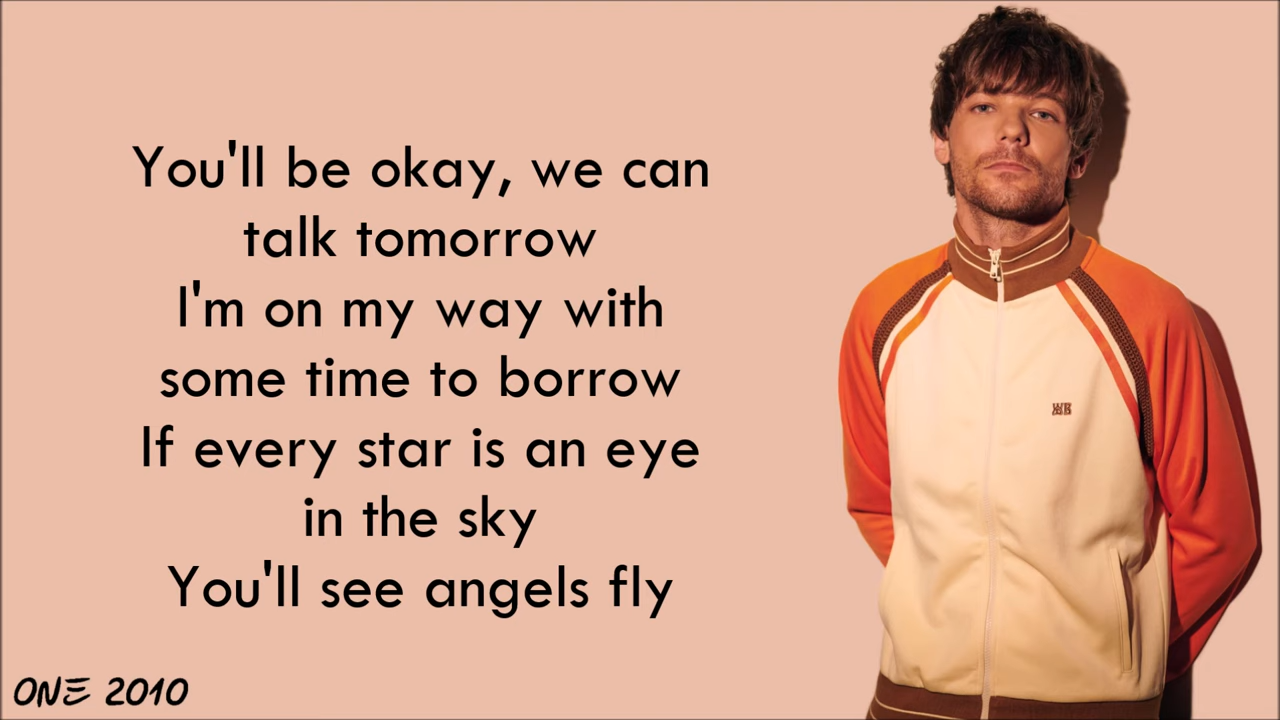 You'll be okay, we can
talk tomorrow
I'm on my way with
some time to borrow
If every star is an eye
in the sky
You'll see angels fly
ONE 2010